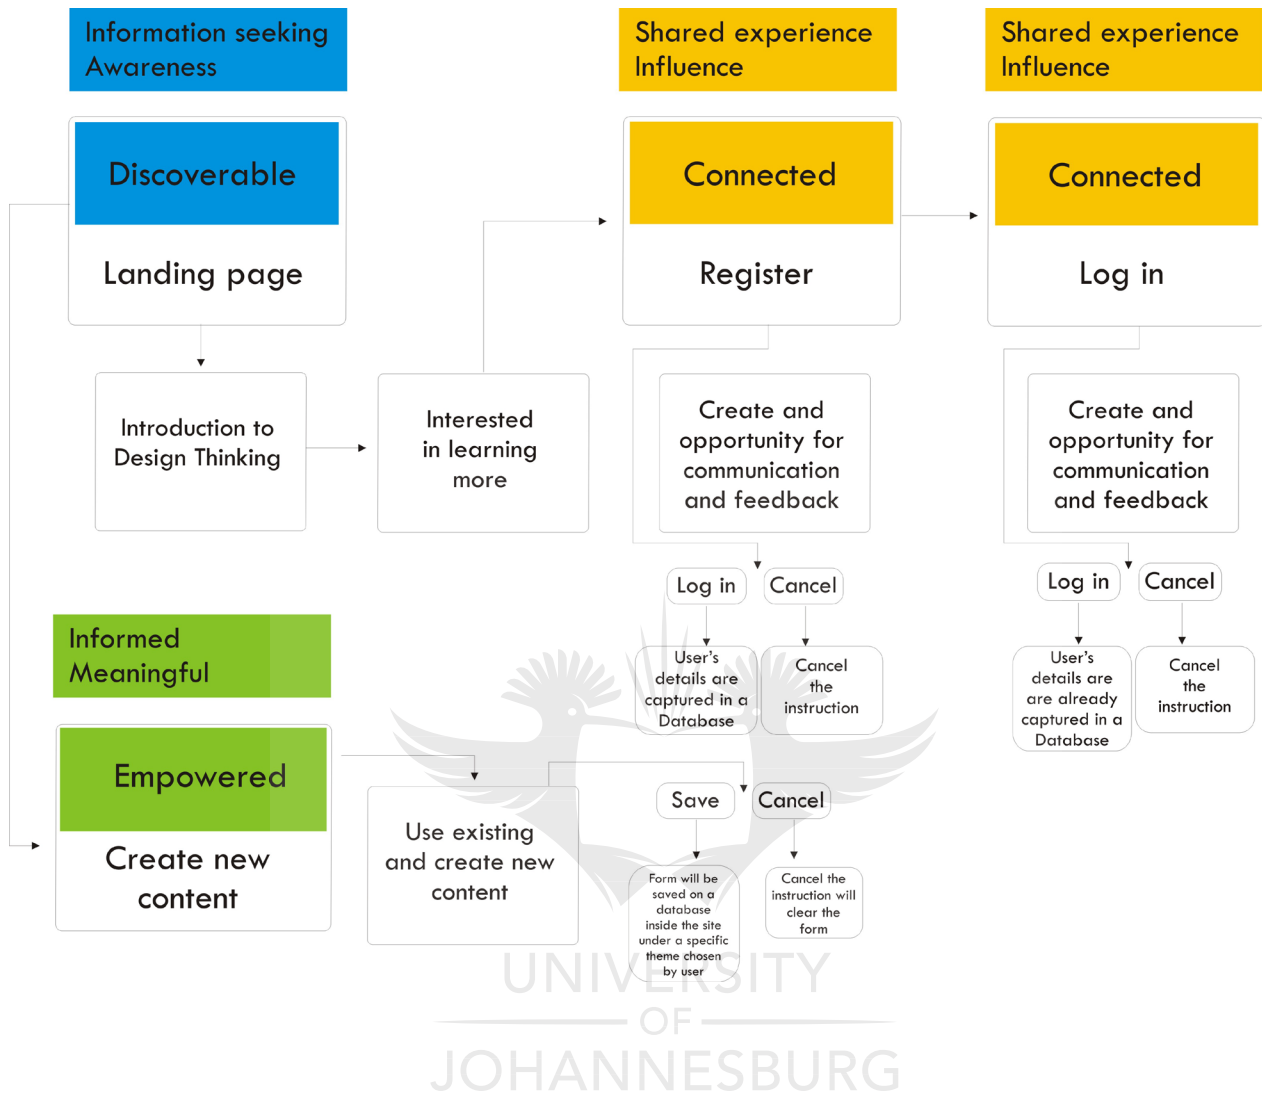 Information seeking
Awareness
Shared experience
Influence
Shared experience
Influence
Discoverable
Landing page
Connected
Register
Connected
Log in
Introduction to
Design Thinking
Interested
in learning
more
Create and
opportunity for
communication
and feedback
Create and
opportunity for
communication
and feedback
Log in
Cancel
User's
details are
captured in a
Database
Cancel
the
instruction
Log in
Cancel
User's
details are
are already
captured in a
Database
Cancel
the
instruction
Informed
Meaningful
Empowered
Create new
content
Use existing
and create new
content
Save
Cancel
Form will be
saved on a
database
inside the site
under a specific
theme chosen
by user
Cancel the
instruction will
clear the
form
UNIVERSITY
OF
JOHANNESBURG